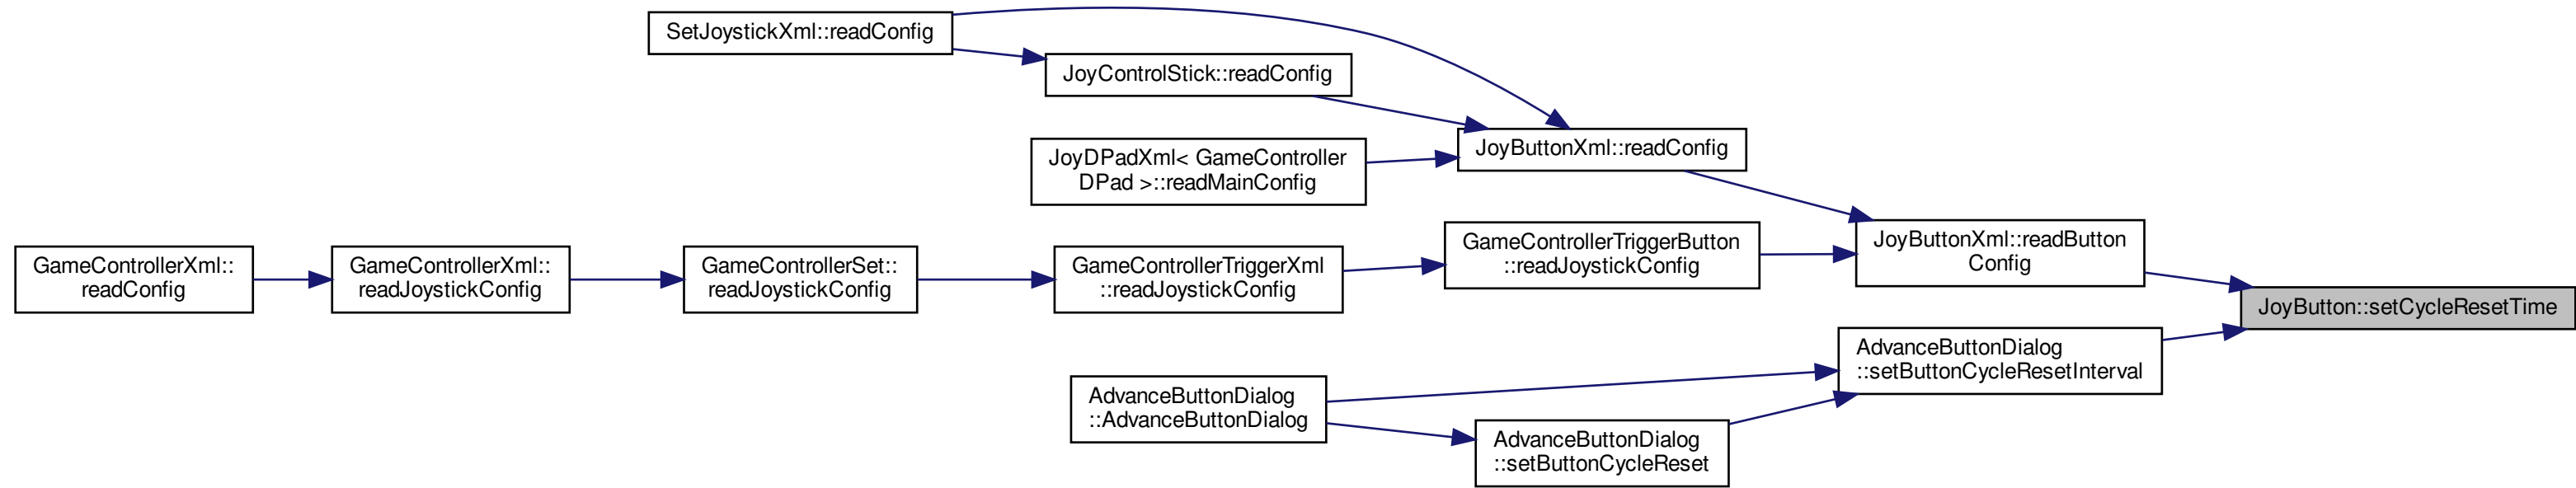 SetJoystickXml::readConfig
JoyControlStick::readConfig
JoyButtonXml::readConfig
JoyDPadXml< GameController
DPad >::readMainConfig
GameControllerXml::
readConfig
GameControllerXml::
readJoystickConfig
GameControllerSet::
readJoystickConfig
GameControllerTriggerXml
::readJoystickConfig
GameControllerTriggerButton
::readJoystickConfig
JoyButtonXml::readButton
Config
JoyButton::setCycleResetTime
AdvanceButtonDialog
::setButtonCycleResetInterval
AdvanceButtonDialog
::AdvanceButtonDialog
AdvanceButtonDialog
::setButtonCycleReset